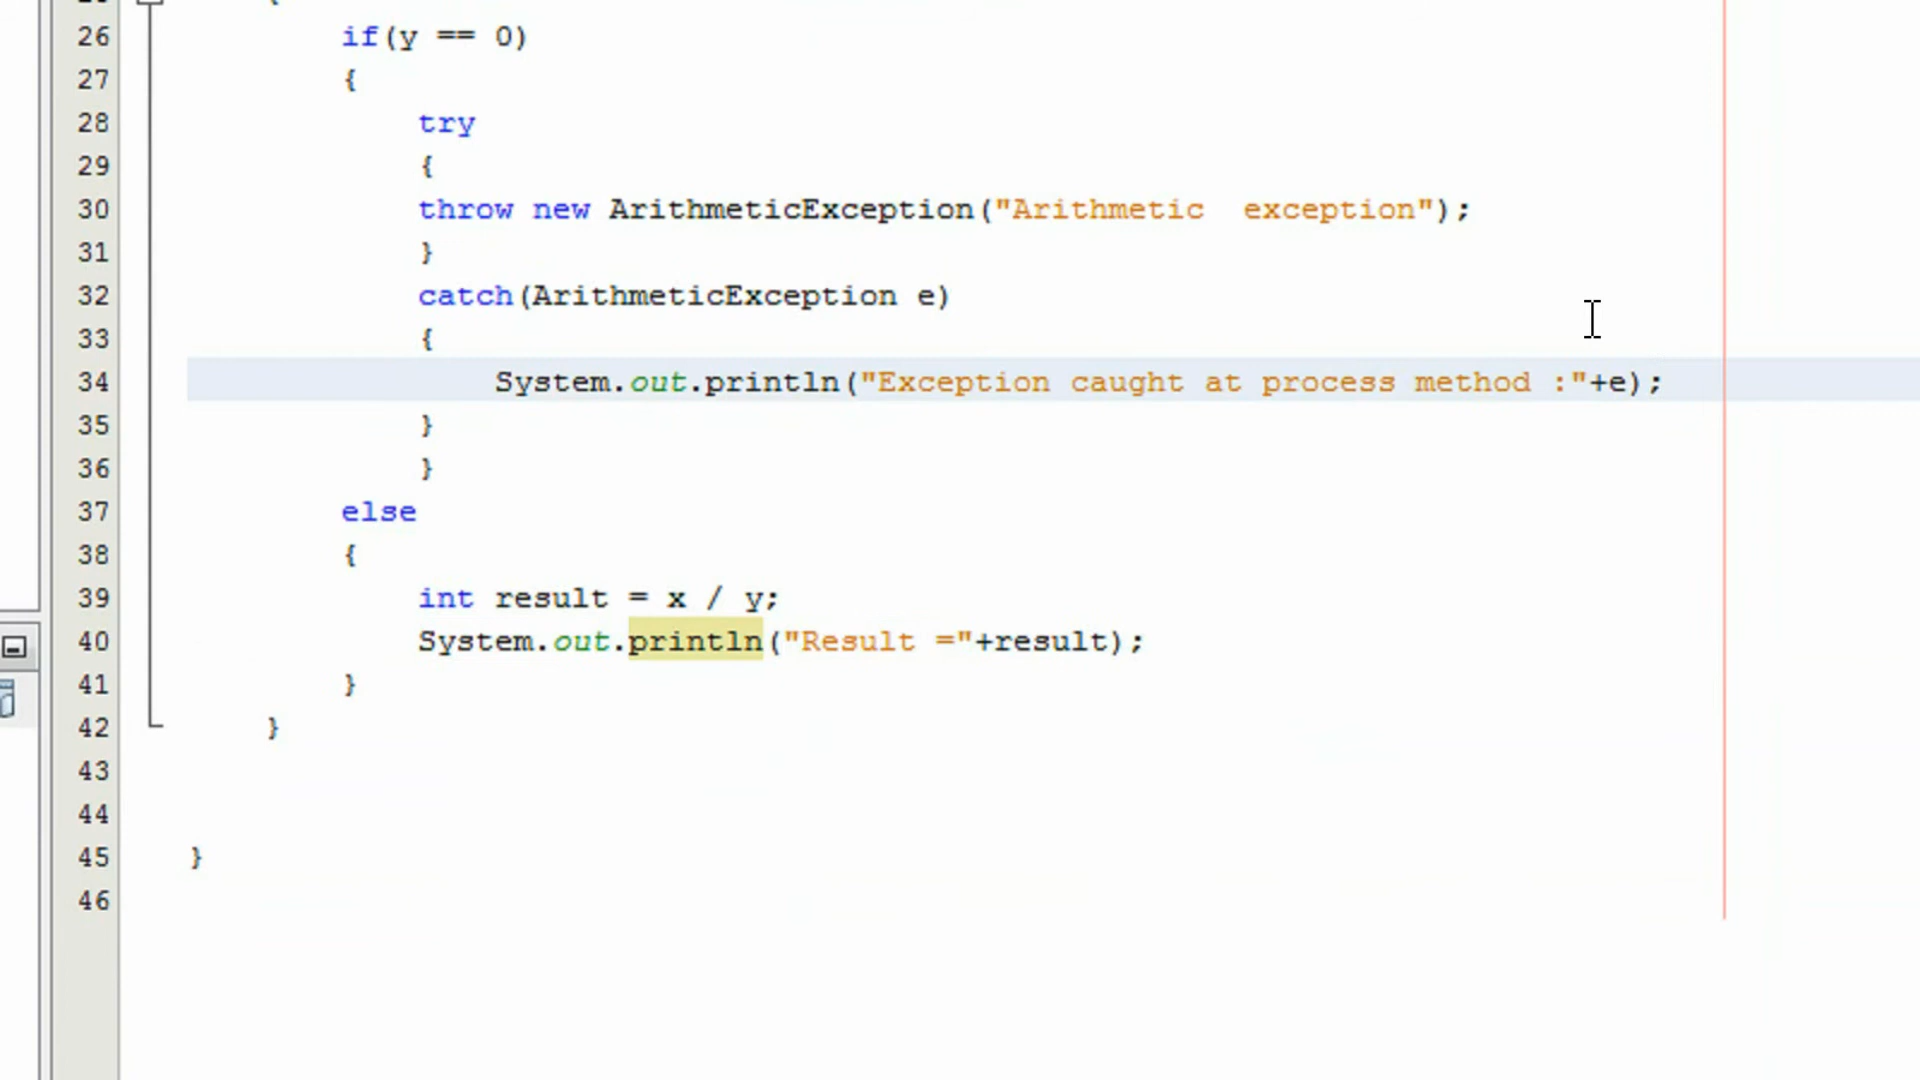 26 if(y == 0)
27 {
28 try
29 {
30 throw new ArithmeticException("Arithmetic  exception");
31 }
32 catch(ArithmeticException e)
33 {
34 System.out.println("Exception caught at process method :"+e);
35 }
36 }
37 else
38 {
39 int result = x / y;
40 System.out.println("Result ="+result);
41 }
42 }
43
44
45 }
46